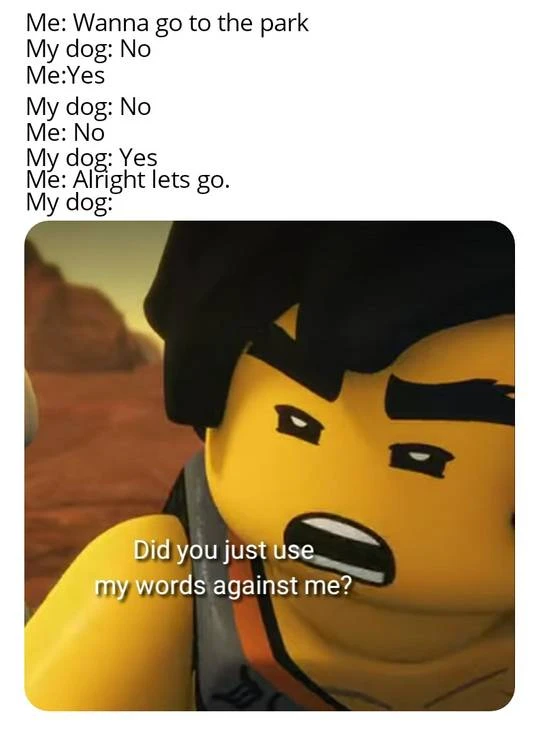 Me: Wanna go to the park
My dog: No
Me:Yes
My dog: No
Me: No
My dog: Yes
Me: Alright lets go.
My dog:
Did you just use
my words against me?